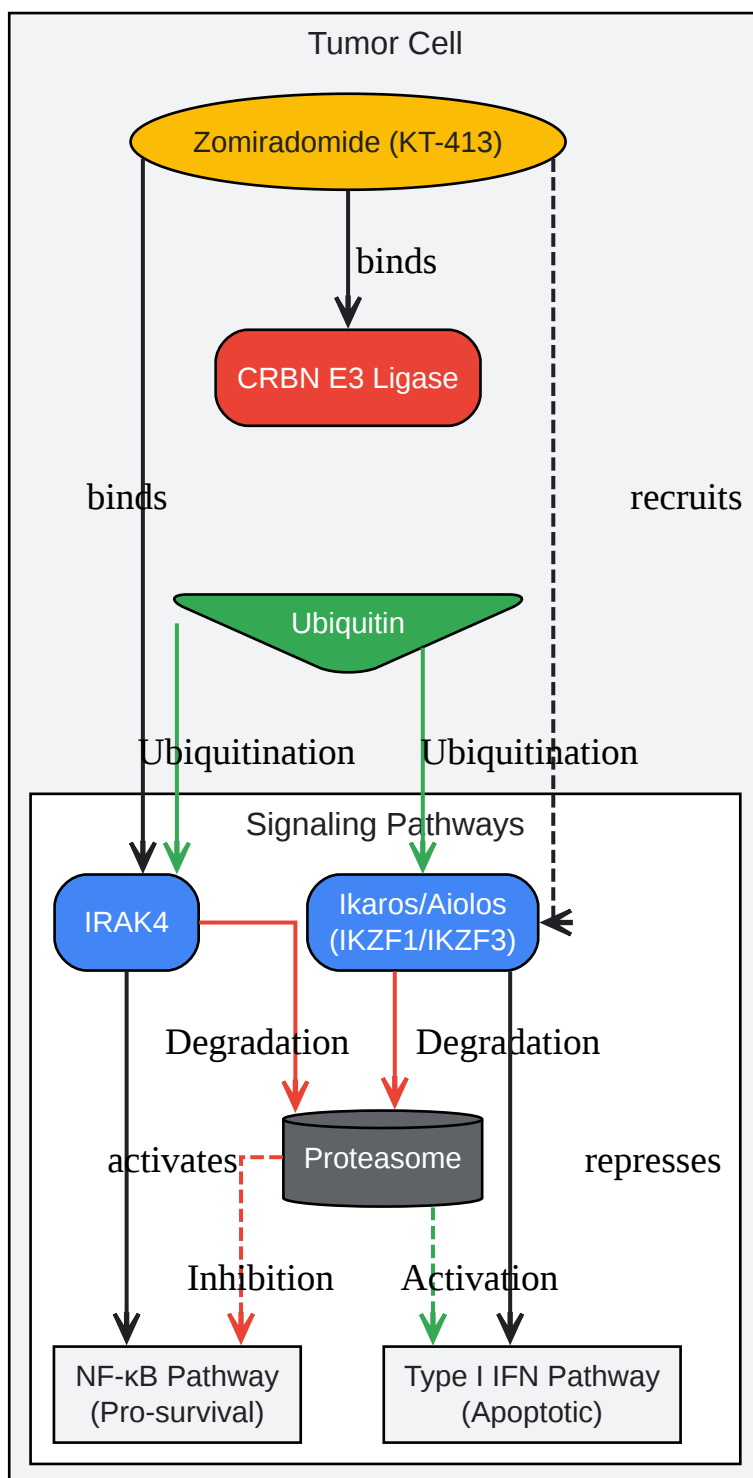 Tumor Cell
Zomiradomide (KT-413)
binds
CRBN E3 Ligase
binds
recruits
Ubiquitin
Ubiquitination
Ubiquitination
Signaling Pathways
IRAK4
Ikaros/Aiolos
(IKZF1/IKZF3)
Degradation
Degradation
activates
Proteasome
represses
Inhibition
Activation
NF-κB Pathway
(Pro-survival)
Type I IFN Pathway
(Apoptotic)